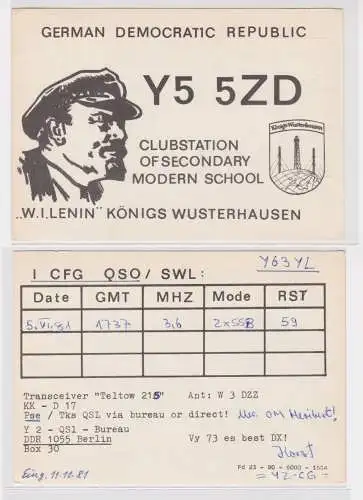 GERMAN DEMOCRATIC REPUBLIC
Y5 5ZD
Königs Wusterhausen
CLUBSTATION
OF SECONDARY
MODERN SCHOOL
„W.I.LENIN" KÖNIGS WUSTERHAUSEN
Y63YL
I CFG QSO/ SWL:
Date GMT MHZ Mode RST
5.VI.81 1737 3,6 2xSSB 59
Transceiver "Teltow 215" Ant: W 3 DZZ
KK - D 17
Pse / Tks QSL via bureau or direct!
Y 2 - QSL - Bureau
DDR 1055 Berlin Vy 73 es best DX!
Box 30 Horst
Eing. 11.11.81